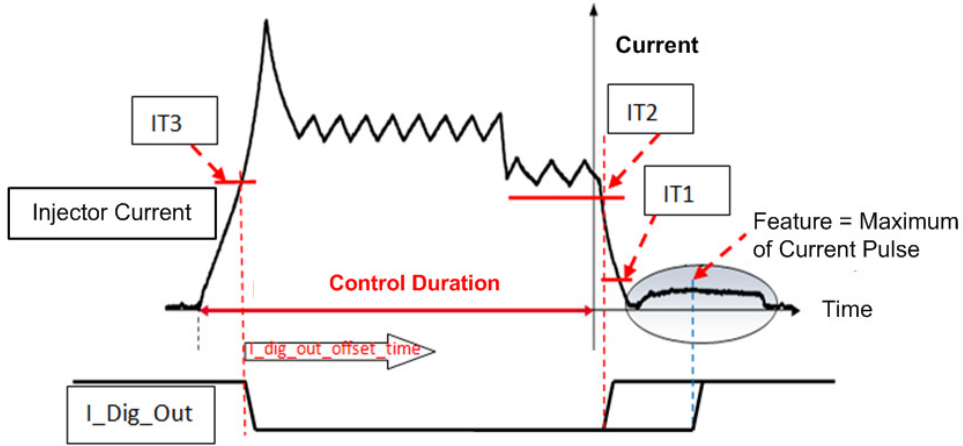 Current
IT3
IT2
IT1
Injector Current
Feature = Maximum
of Current Pulse
Control Duration
Time
I_dig_out_offset_time
I_Dig_Out